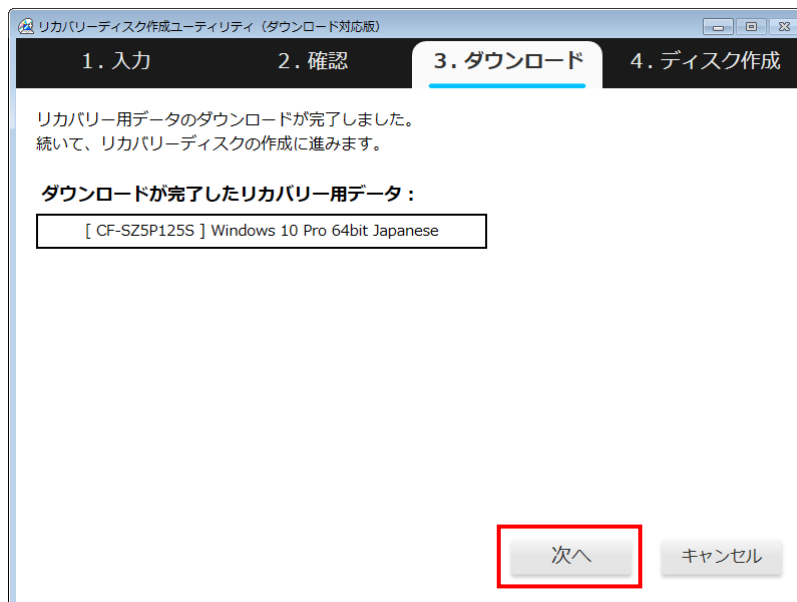 リカバリーディスク作成ユーティリティ（ダウンロード対応版）
1. 入力
2. 確認
3. ダウンロード
4. ディスク作成
リカバリー用データのダウンロードが完了しました。
続いて、リカバリーディスクの作成に進みます。
ダウンロードが完了したリカバリー用データ：
[ CF-SZ5P125S ] Windows 10 Pro 64bit Japanese
次へ
キャンセル